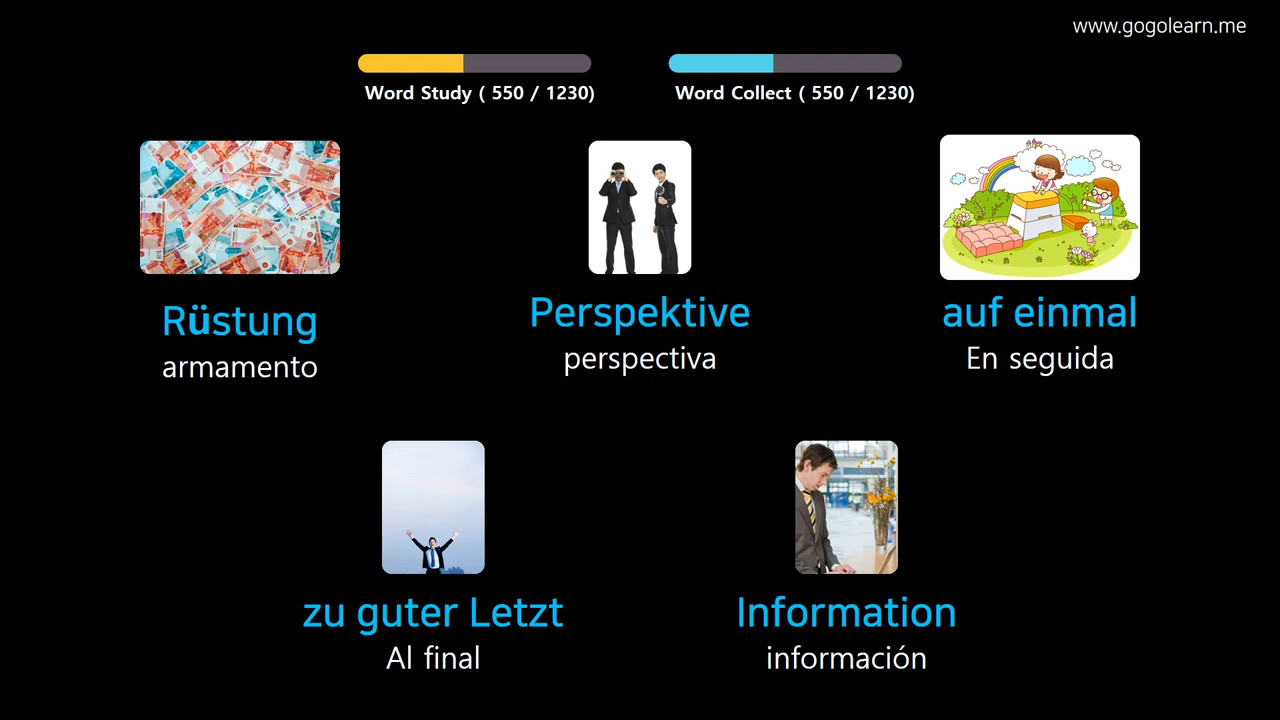 www.gogolearn.me
Word Study ( 550 / 1230)
Word Collect ( 550 / 1230)
Rüstung
armamento
Perspektive
perspectiva
auf einmal
En seguida
zu guter Letzt
Al final
Information
información